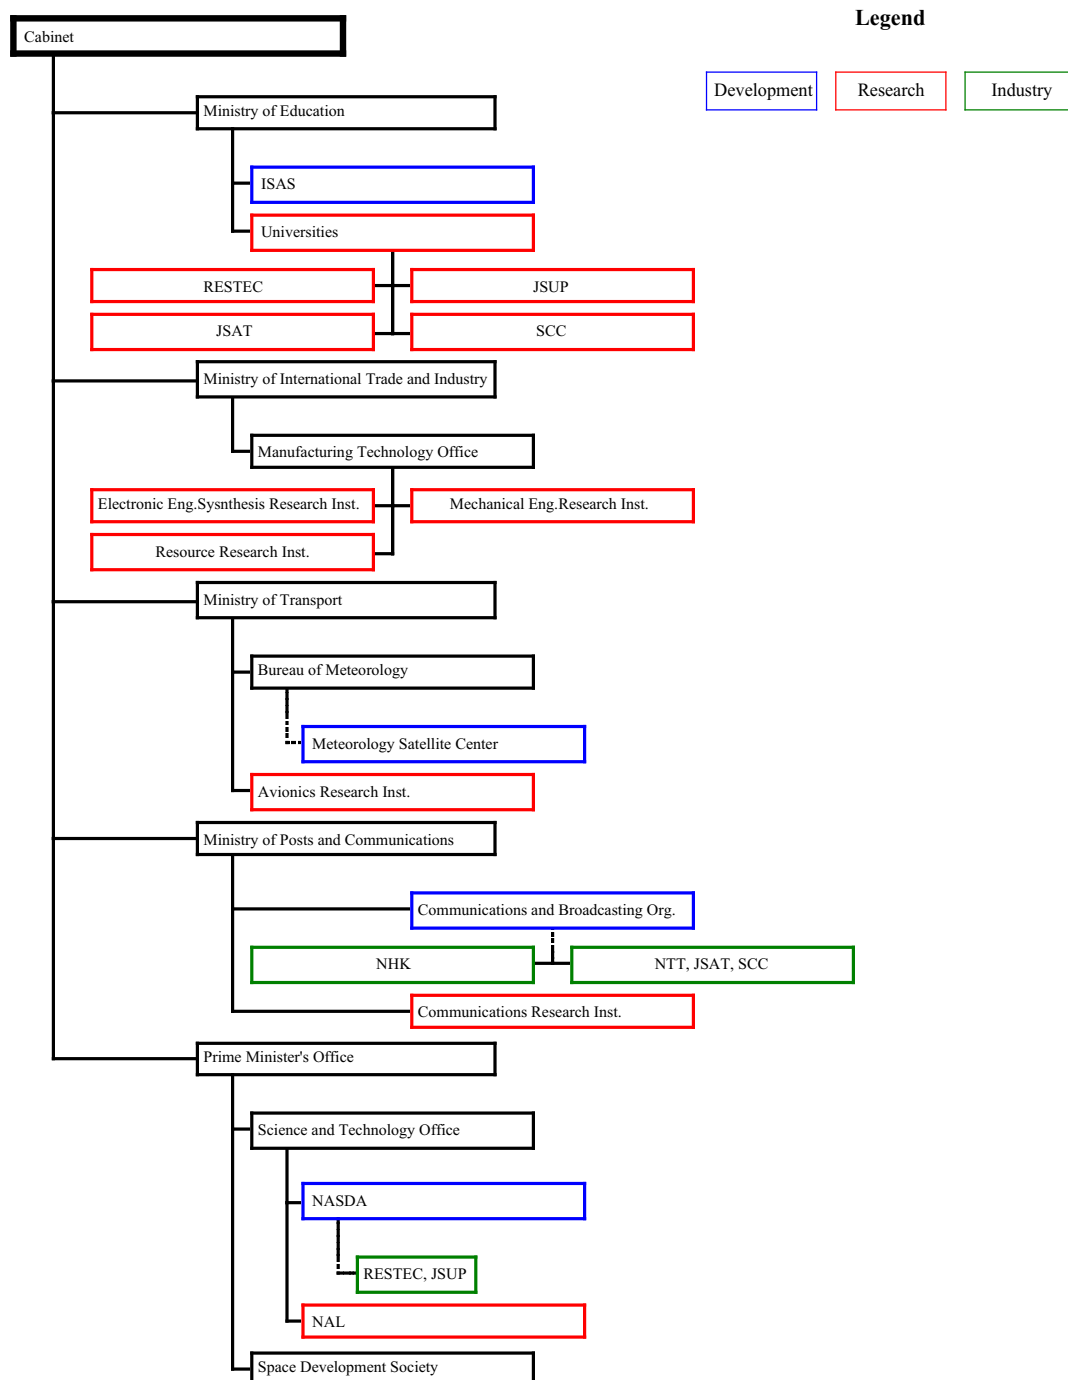 Legend
Cabinet
Development
Research
Industry
Ministry of Education
ISAS
Universities
RESTEC
JSUP
JSAT
SCC
Ministry of International Trade and Industry
Manufacturing Technology Office
Electronic Eng.Sysnthesis Research Inst.
Mechanical Eng.Research Inst.
Resource Research Inst.
Ministry of Transport
Bureau of Meteorology
Meteorology Satellite Center
Avionics Research Inst.
Ministry of Posts and Communications
Communications and Broadcasting Org.
NHK
NTT, JSAT, SCC
Communications Research Inst.
Prime Minister's Office
Science and Technology Office
NASDA
RESTEC, JSUP
NAL
Space Development Society